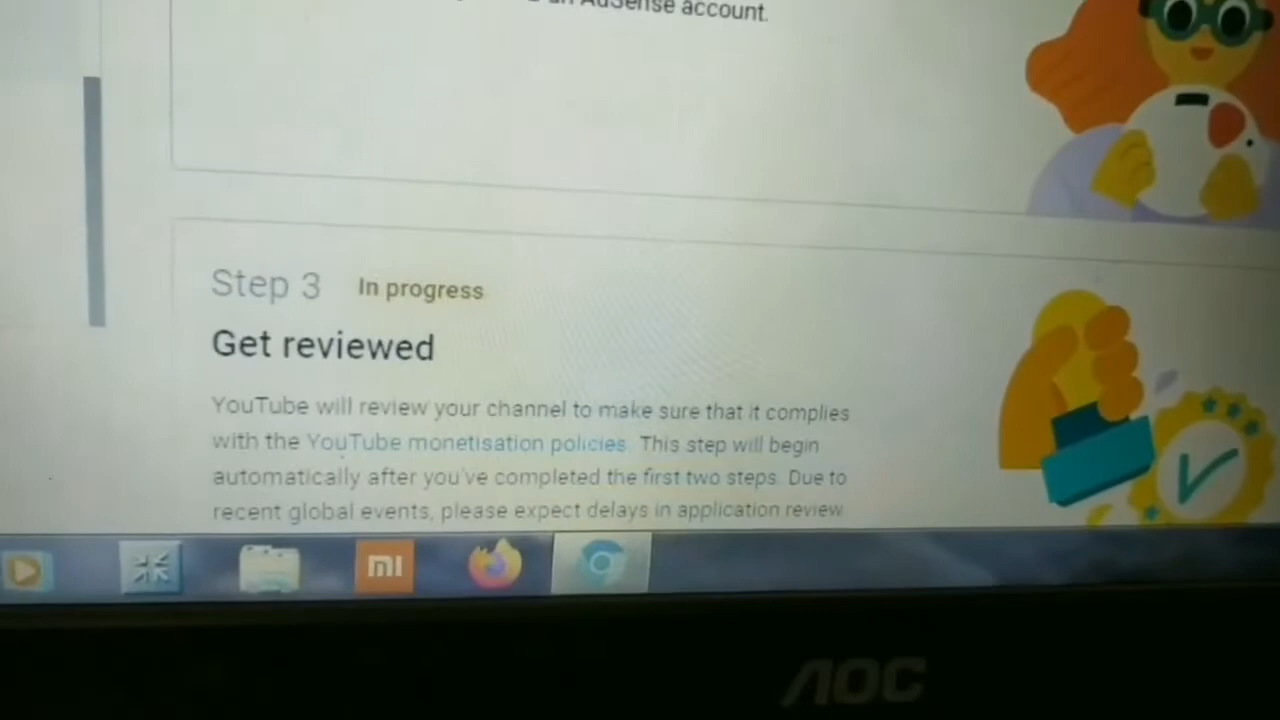 an AdSense account.
Step 3 In progress
Get reviewed
YouTube will review your channel to make sure that it complies
with the YouTube monetisation policies. This step will begin
automatically after you've completed the first two steps. Due to
recent global events, please expect delays in application review
mi
AOC